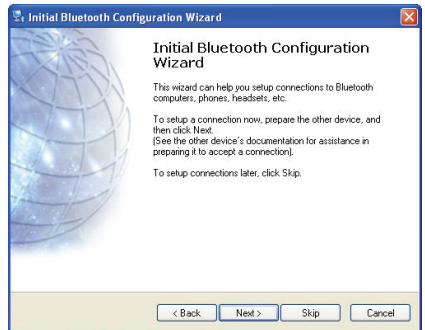 Initial Bluetooth Configuration Wizard
Initial Bluetooth Configuration
Wizard
This wizard can help you setup connections to Bluetooth
computers, phones, headsets, etc.
To setup a connection now, prepare the other device, and
then click Next.
(See the other device's documentation for assistance in
preparing it to accept a connection).
To setup connections later, click Skip.
< Back Next > Skip Cancel